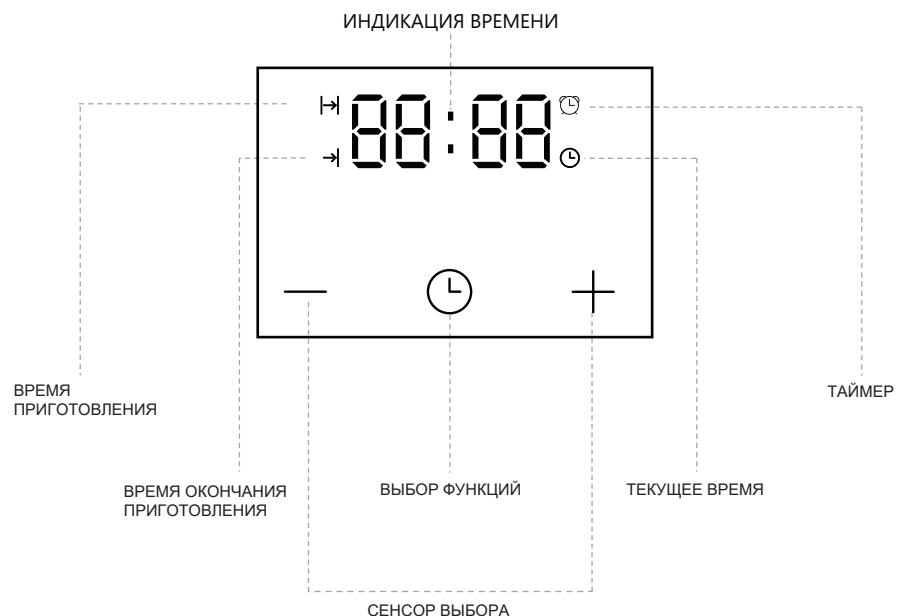 ИНДИКАЦИЯ ВРЕМЕНИ
88:88
ВРЕМЯ
ПРИГОТОВЛЕНИЯ
ТАЙМЕР
ВРЕМЯ ОКОНЧАНИЯ
ПРИГОТОВЛЕНИЯ
ВЫБОР ФУНКЦИЙ
ТЕКУЩЕЕ ВРЕМЯ
СЕНСОР ВЫБОРА